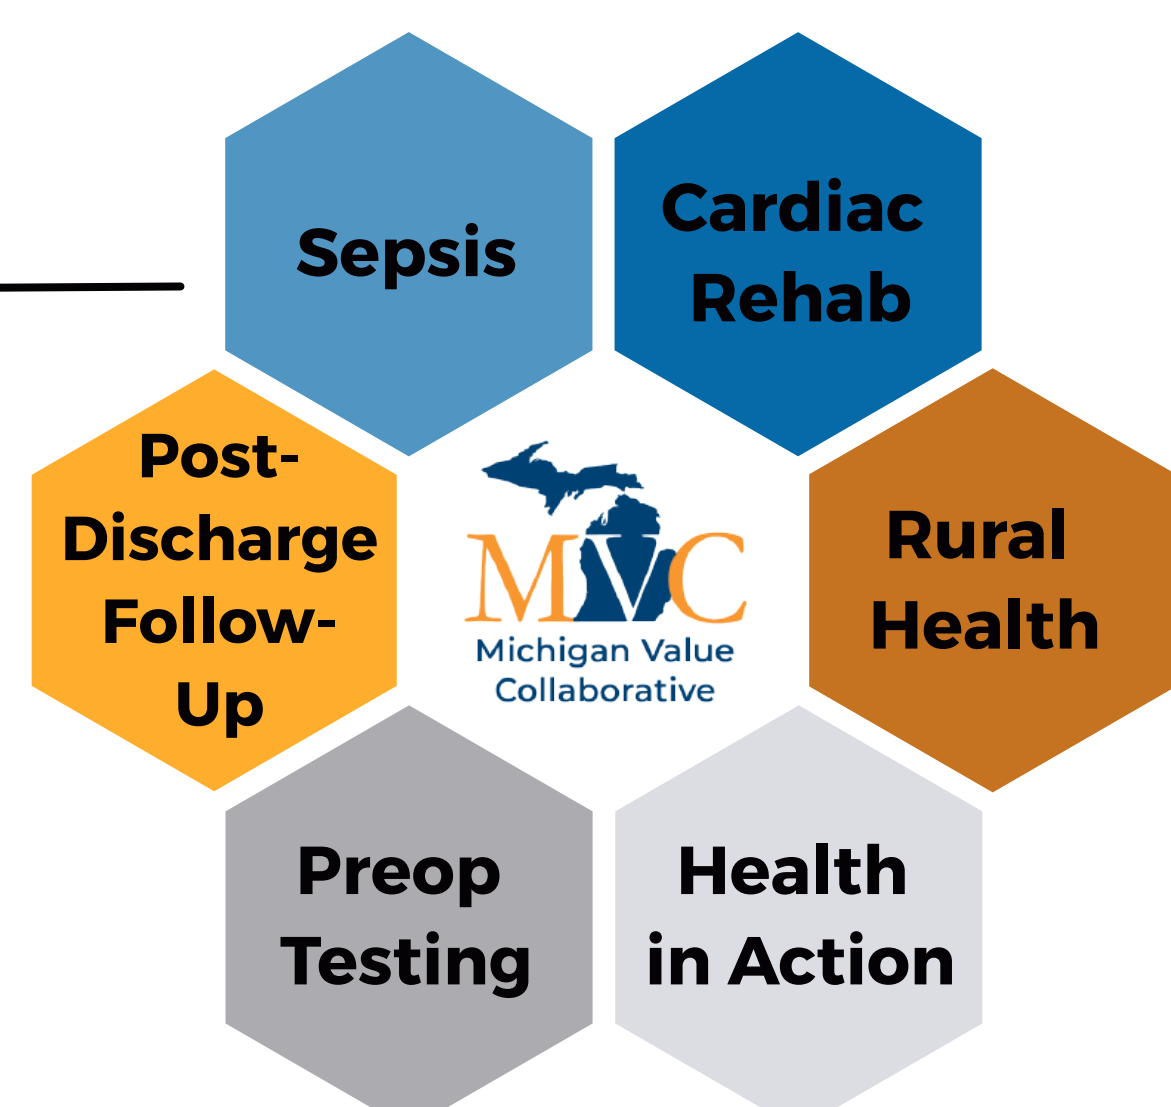 Sepsis
Cardiac
Rehab
Post-
Discharge
Follow-
Up
MVC
Michigan Value
Collaborative
Rural
Health
Preop
Testing
Health
in Action